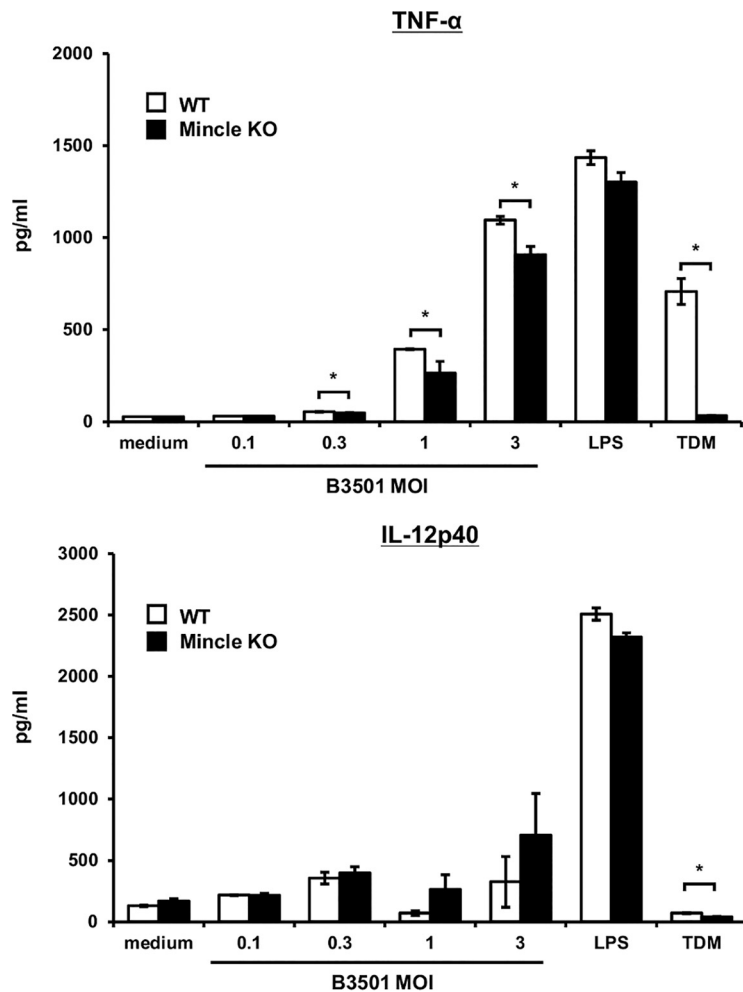 TNF-α
2000
1500
1000
500
0
pg/ml
WT
Mincle KO
*
*
*
*
medium 0.1 0.3 1 3 LPS TDM
B3501 MOI
IL-12p40
3000
2500
2000
1500
1000
500
0
pg/ml
WT
Mincle KO
*
medium 0.1 0.3 1 3 LPS TDM
B3501 MOI